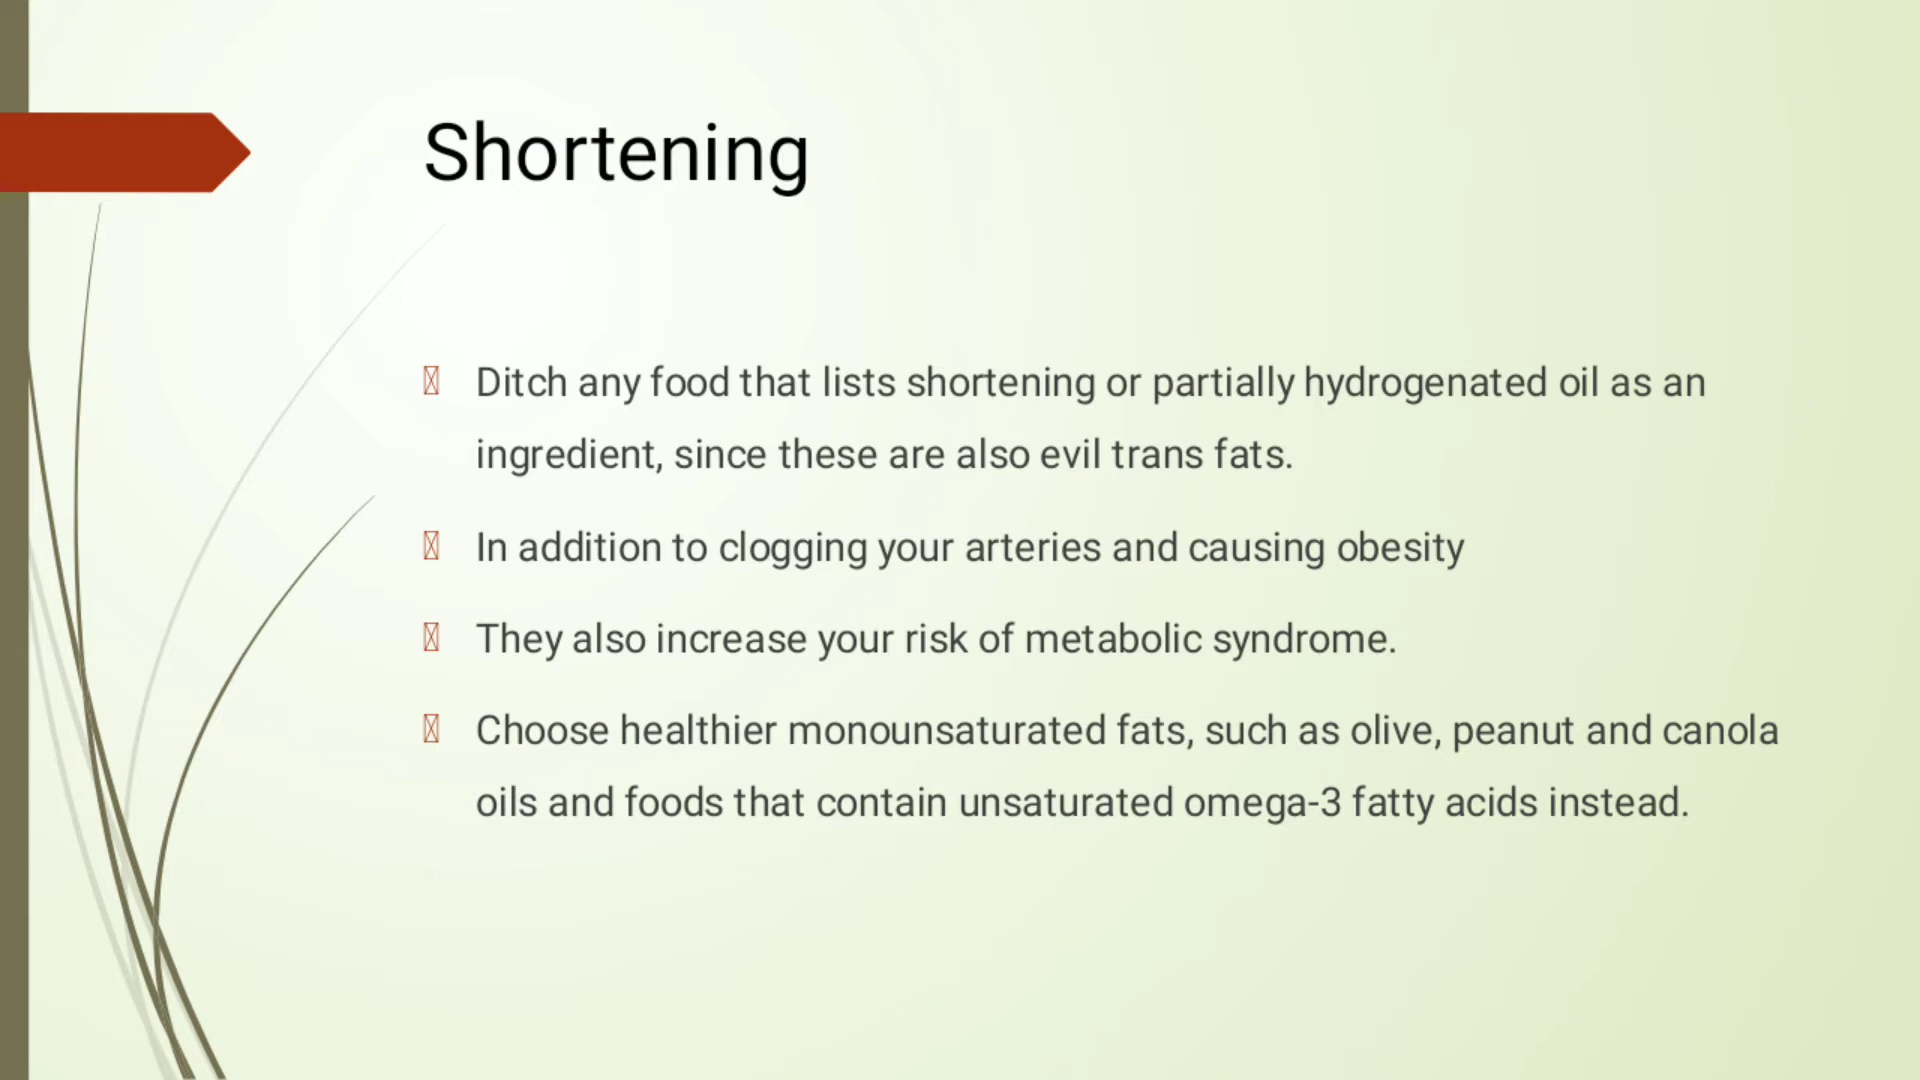 Shortening
Ditch any food that lists shortening or partially hydrogenated oil as an
ingredient, since these are also evil trans fats.
In addition to clogging your arteries and causing obesity
They also increase your risk of metabolic syndrome.
Choose healthier monounsaturated fats, such as olive, peanut and canola
oils and foods that contain unsaturated omega-3 fatty acids instead.